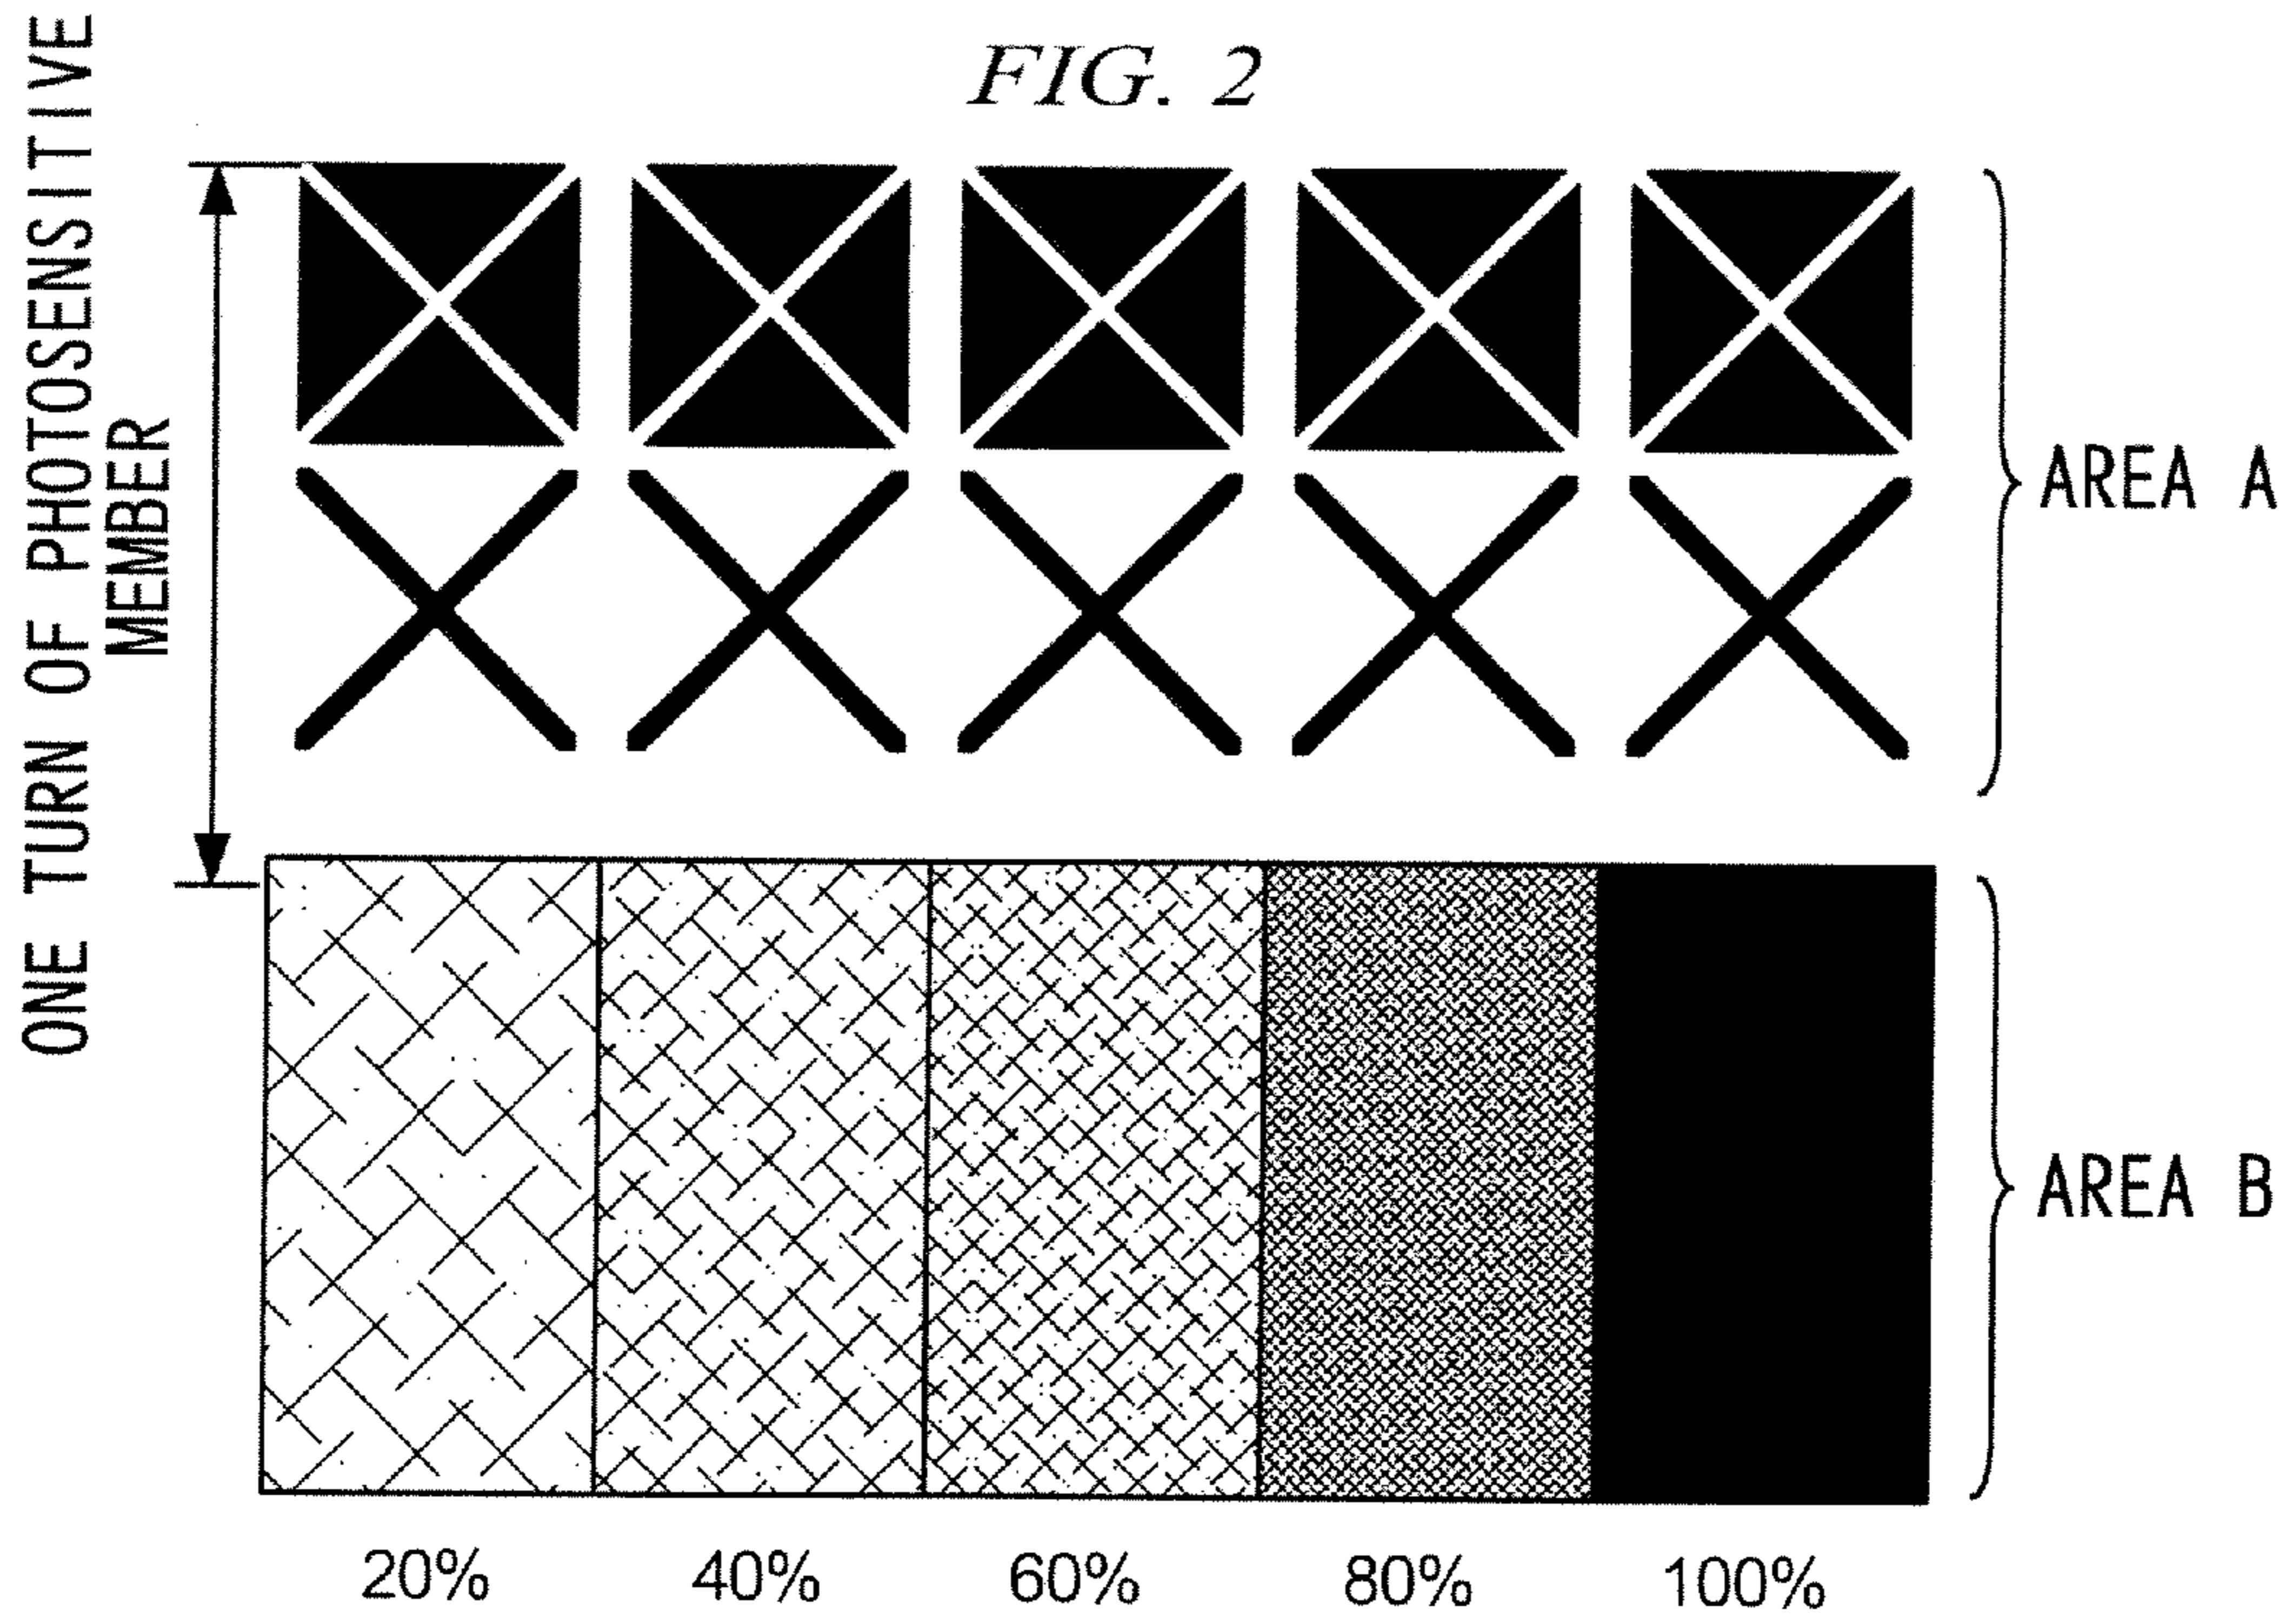 FIG. 2
ONE TURN OF PHOTOSENSITIVE
MEMBER
AREA A
AREA B
20% 40% 60% 80% 100%